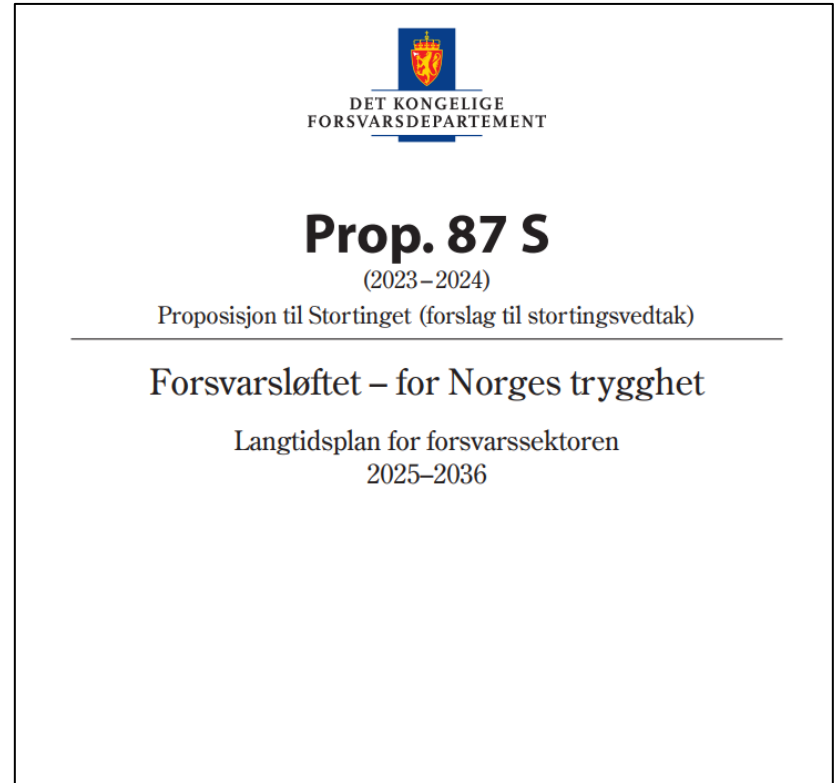 DET KONGELIGE
FORSVARSDEPARTEMENT
Prop. 87 S
(2023–2024)
Proposisjon til Stortinget (forslag til stortingsvedtak)
Forsvarsløftet – for Norges trygghet
Langtidsplan for forsvarssektoren
2025–2036